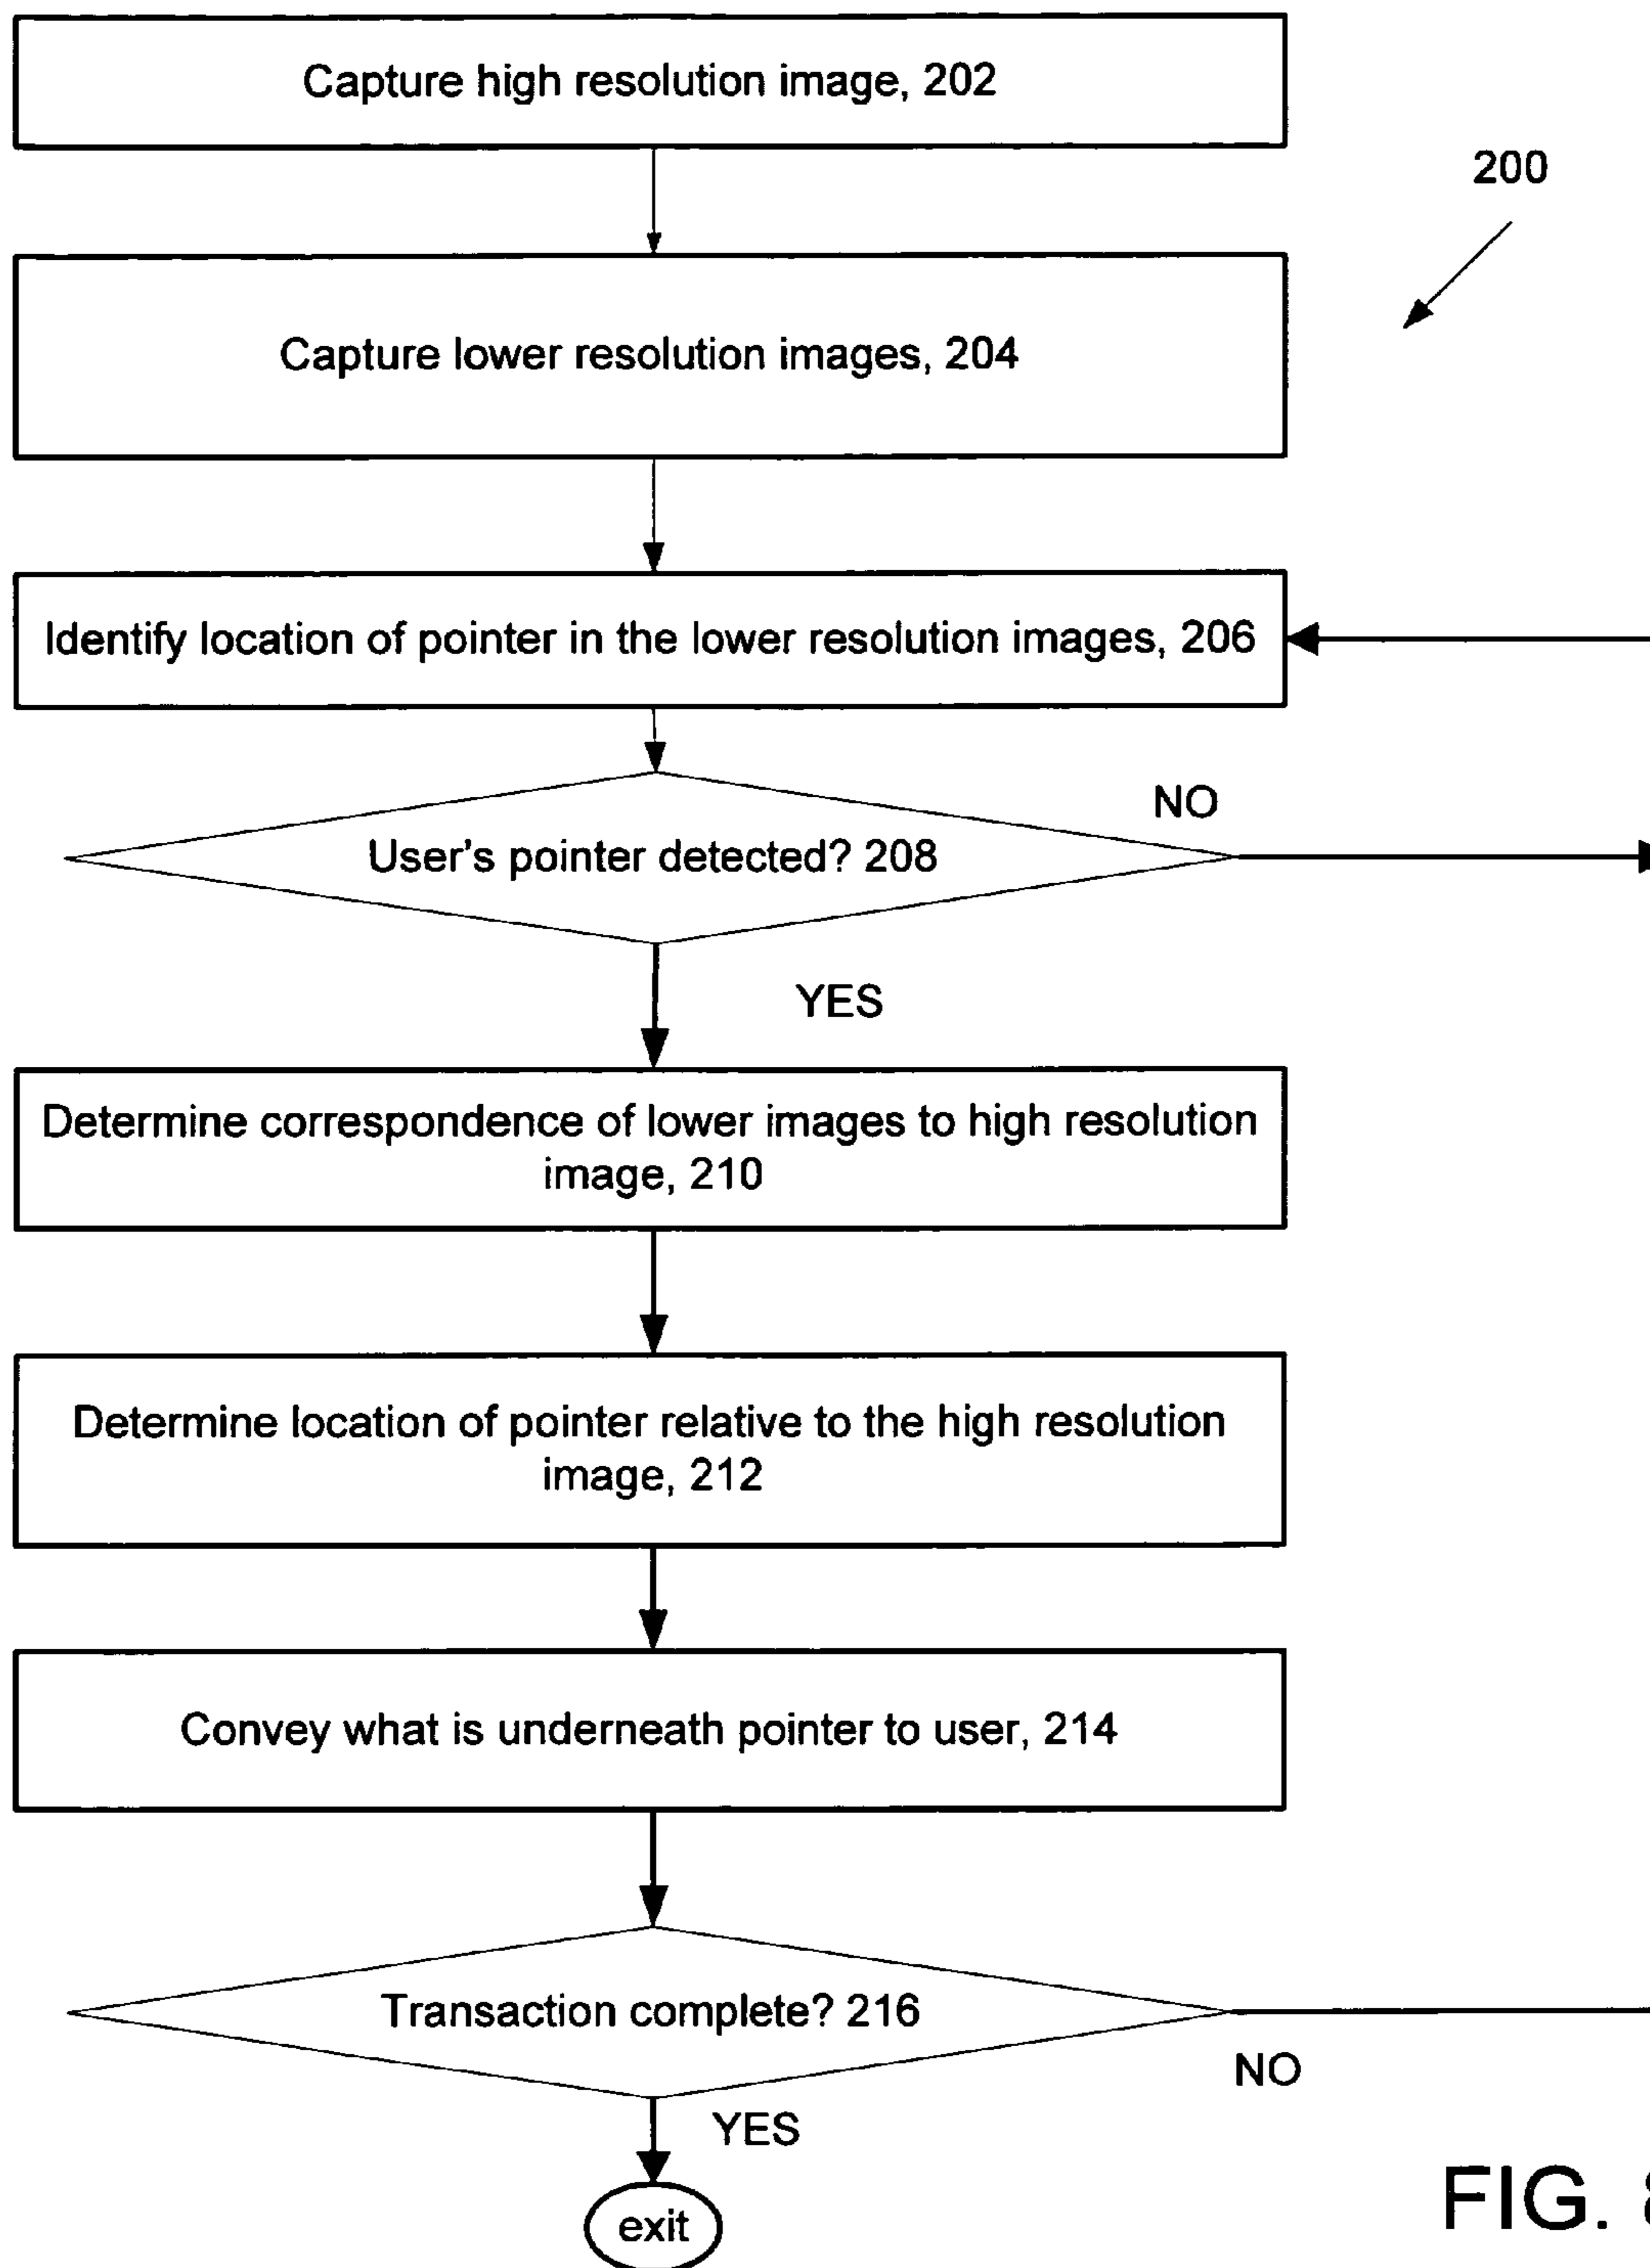 Capture high resolution image, 202
200
Capture lower resolution images, 204
Identify location of pointer in the lower resolution images, 206
NO
User's pointer detected? 208
YES
Determine correspondence of lower images to high resolution
image, 210
Determine location of pointer relative to the high resolution
image, 212
Convey what is underneath pointer to user, 214
Transaction complete? 216
NO
YES
exit
FIG.